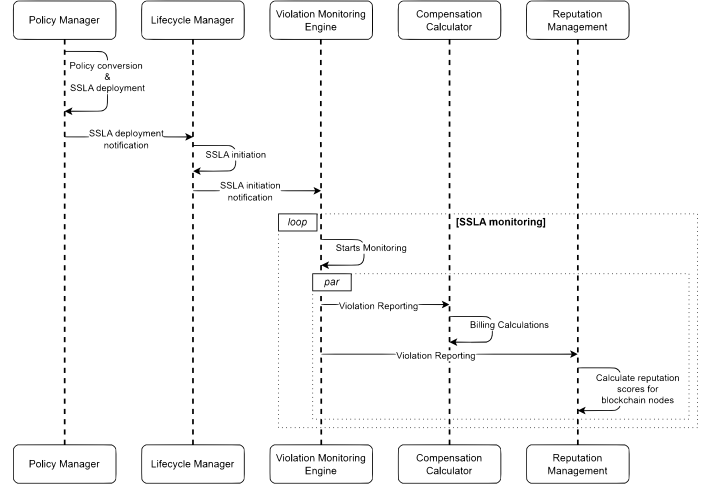 Policy Manager
Lifecycle Manager
Violation Monitoring
Engine
Compensation
Calculator
Reputation
Management
Policy conversion
&
SSLA deployment
SSLA deployment
notification
SSLA initiation
SSLA initiation
notification
loop
[SSLA monitoring]
Starts Monitoring
par
Violation Reporting
Billing Calculations
Violation Reporting
Calculate reputation
scores for
blockchain nodes
Policy Manager
Lifecycle Manager
Violation Monitoring
Engine
Compensation
Calculator
Reputation
Management